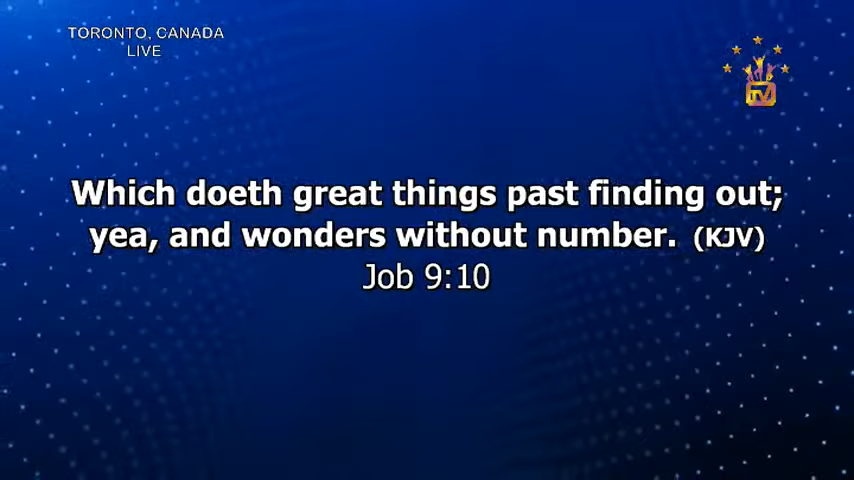 TORONTO, CANADA
LIVE
TV
Which doeth great things past finding out;
yea, and wonders without number. (KJV)
Job 9:10